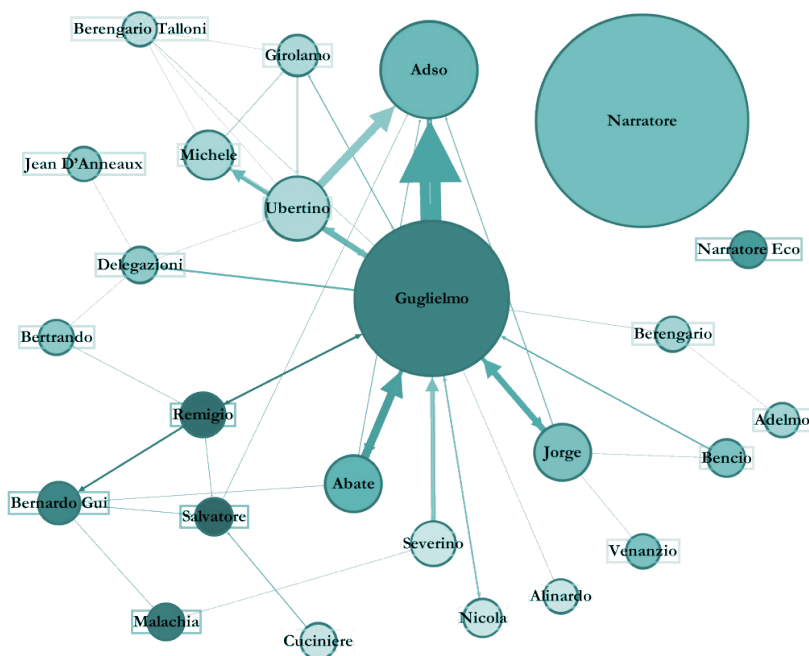 Berengario Talloni
Girolamo
Adso
Narratore
Michele
Jean D'Anneaux
Ubertino
Narratore Eco
Delegazioni
Guglielmo
Bertrando
Berengario
Remigio
Adelmo
Jorge
Bencio
Abate
Bernardo Gui
Salvatore
Severino
Venanzio
Alinardo
Malachia
Nicola
Cuciniere